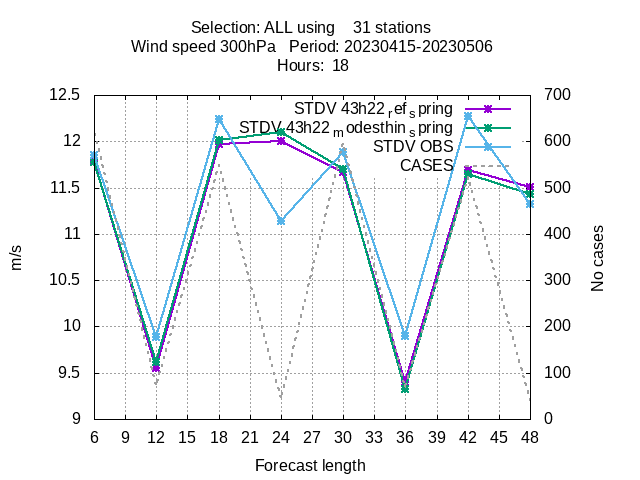 Selection: ALL using    31 stations
Wind speed 300hPa   Period: 20230415-20230506
Hours:  18
STDV 43h22refspring
STDV 43h22modesthinspring
STDV OBS
CASES
12.5
12
11.5
11
10.5
10
9.5
9
700
600
500
400
300
200
100
0
m/s
No cases
6 9 12 15 18 21 24 27 30 33 36 39 42 45 48
Forecast length